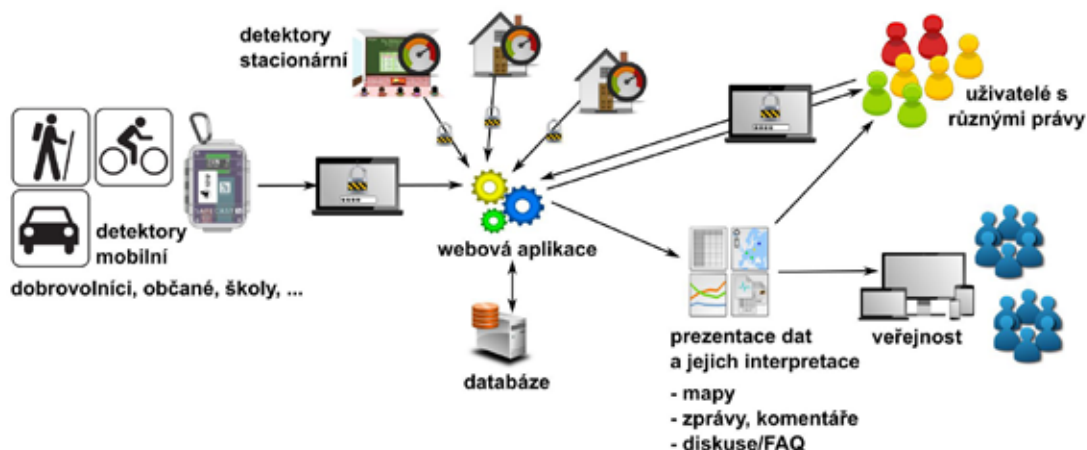 detektory
stacionární
uživatelé s
různými právy
detektory
mobilní
dobrovolníci, občané, školy, ...
webová aplikace
databáze
prezentace dat
a jejich interpretace
- mapy
- zprávy, komentáře
- diskuse/FAQ
veřejnost